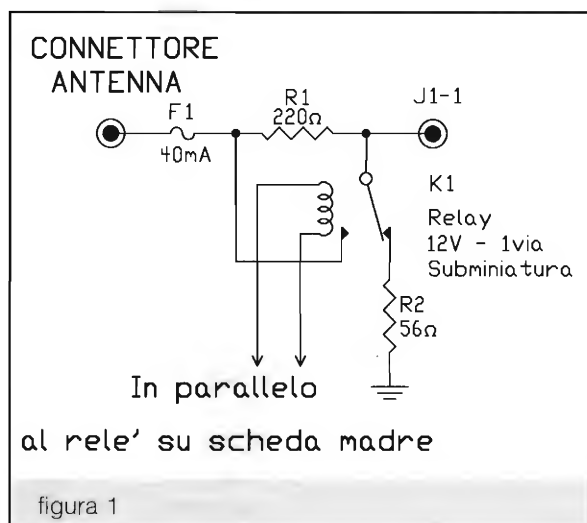 CONNETTORE
ANTENNA
F1
40mA
R1
220Ω
J1-1
K1
Relay
12V - 1via
Subminiatura
R2
56Ω
In parallelo
al rele' su scheda madre
figura 1